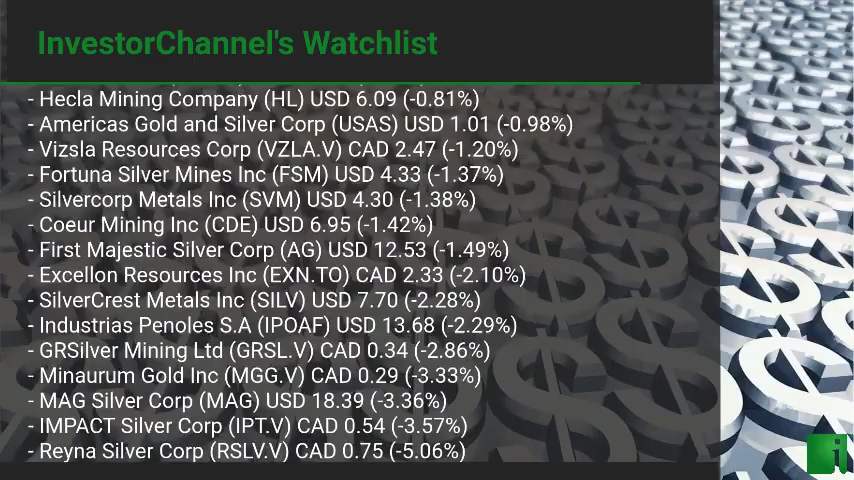 InvestorChannel's Watchlist
- Hecla Mining Company (HL) USD 6.09 (-0.81%)
- Americas Gold and Silver Corp (USAS) USD 1.01 (-0.98%)
- Vizsla Resources Corp (VZLA.V) CAD 2.47 (-1.20%)
- Fortuna Silver Mines Inc (FSM) USD 4.33 (-1.37%)
- Silvercorp Metals Inc (SVM) USD 4.30 (-1.38%)
- Coeur Mining Inc (CDE) USD 6.95 (-1.42%)
- First Majestic Silver Corp (AG) USD 12.53 (-1.49%)
- Excellon Resources Inc (EXN.TO) CAD 2.33 (-2.10%)
- SilverCrest Metals Inc (SILV) USD 7.70 (-2.28%)
- Industrias Penoles S.A (IPOAF) USD 13.68 (-2.29%)
- GRSilver Mining Ltd (GRSL.V) CAD 0.34 (-2.86%)
- Minaurum Gold Inc (MGG.V) CAD 0.29 (-3.33%)
- MAG Silver Corp (MAG) USD 18.39 (-3.36%)
- IMPACT Silver Corp (IPT.V) CAD 0.54 (-3.57%)
- Reyna Silver Corp (RSLV.V) CAD 0.75 (-5.06%)